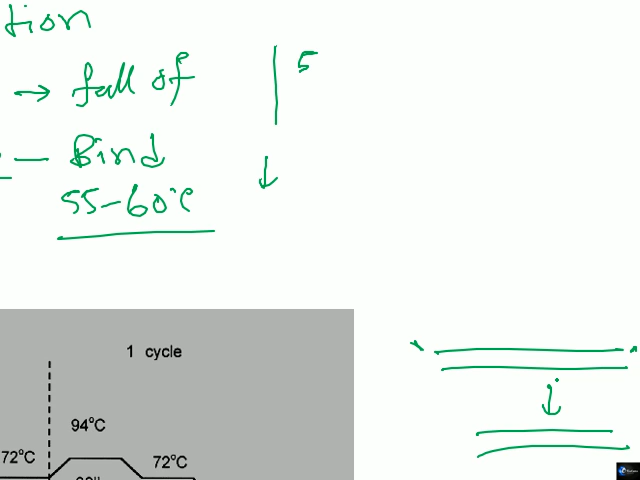 tion
→ fall of
5
— Bind
55-60°C
1 cycle
94°C
72°C
72°C